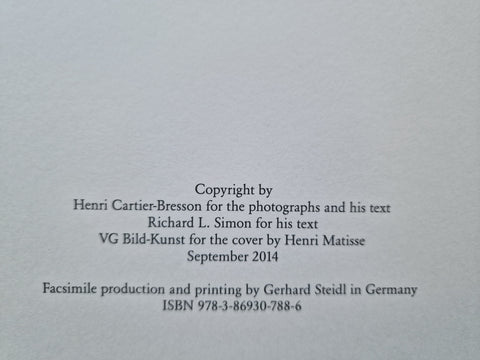 Copyright by
Henri Cartier-Bresson for the photographs and his text
Richard L. Simon for his text
VG Bild-Kunst for the cover by Henri Matisse
September 2014
Facsimile production and printing by Gerhard Steidl in Germany
ISBN 978-3-86930-788-6